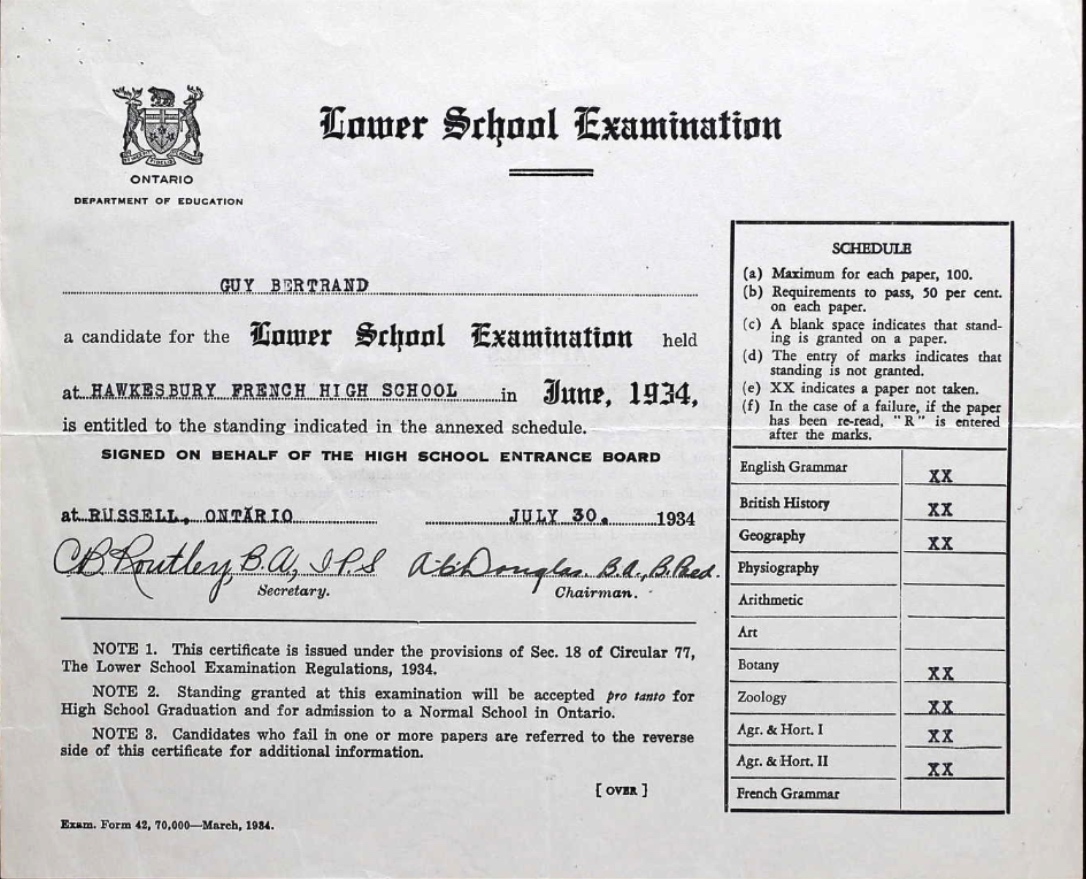 Lower School Examination
ONTARIO
DEPARTMENT OF EDUCATION
GUY BERTRAND
a candidate for the Lower School Examination held
at HAWKESBURY FRENCH HIGH SCHOOL in June, 1934,
is entitled to the standing indicated in the annexed schedule.
SIGNED ON BEHALF OF THE HIGH SCHOOL ENTRANCE BOARD
at RUSSELL, ONTARIO JULY 30, 1934
C.B. Routley, B.A., I.P.S A.C. Douglas. B.A., B.Paed.
Secretary. Chairman.
NOTE 1. This certificate is issued under the provisions of Sec. 18 of Circular 77,
The Lower School Examination Regulations, 1934.
NOTE 2. Standing granted at this examination will be accepted pro tanto for
High School Graduation and for admission to a Normal School in Ontario.
NOTE 3. Candidates who fail in one or more papers are referred to the reverse
side of this certificate for additional information.
[ OVER ]
Exam. Form 42, 70,000—March, 1934.
SCHEDULE
(a) Maximum for each paper, 100.
(b) Requirements to pass, 50 per cent.
on each paper.
(c) A blank space indicates that stand-
ing is granted on a paper.
(d) The entry of marks indicates that
standing is not granted.
(e) XX indicates a paper not taken.
(f) In the case of a failure, if the paper
has been re-read, "R" is entered
after the marks.
English Grammar XX
British History XX
Geography XX
Physiography
Arithmetic
Art
Botany XX
Zoology XX
Agr. & Hort. I XX
Agr. & Hort. II XX
French Grammar